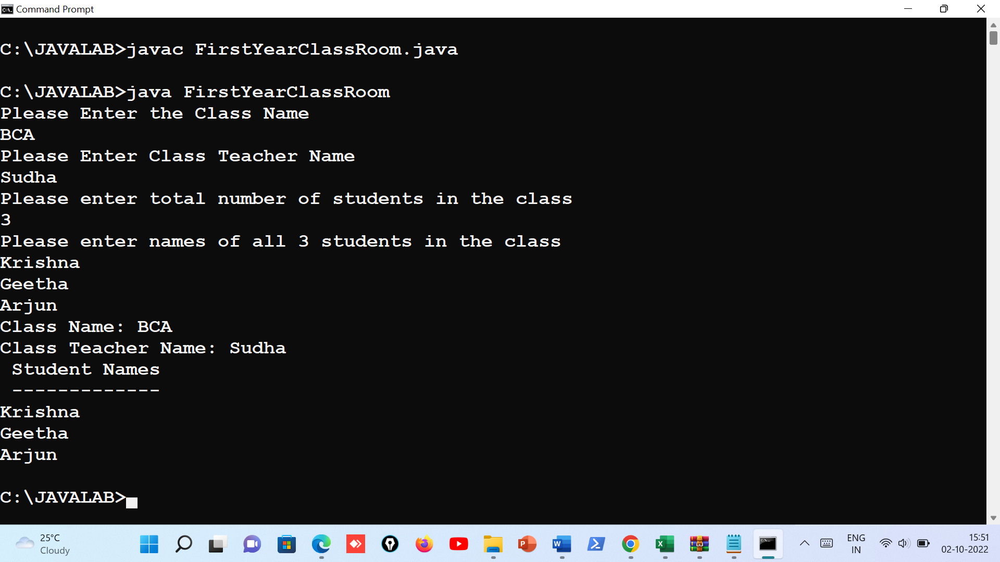 Command Prompt
C:\JAVALAB>javac FirstYearClassRoom.java
C:\JAVALAB>java FirstYearClassRoom
Please Enter the Class Name
BCA
Please Enter Class Teacher Name
Sudha
Please enter total number of students in the class
3
Please enter names of all 3 students in the class
Krishna
Geetha
Arjun
Class Name: BCA
Class Teacher Name: Sudha
 Student Names
 -------------
Krishna
Geetha
Arjun
C:\JAVALAB>
25°C
Cloudy
ENG
IN
15:51
02-10-2022